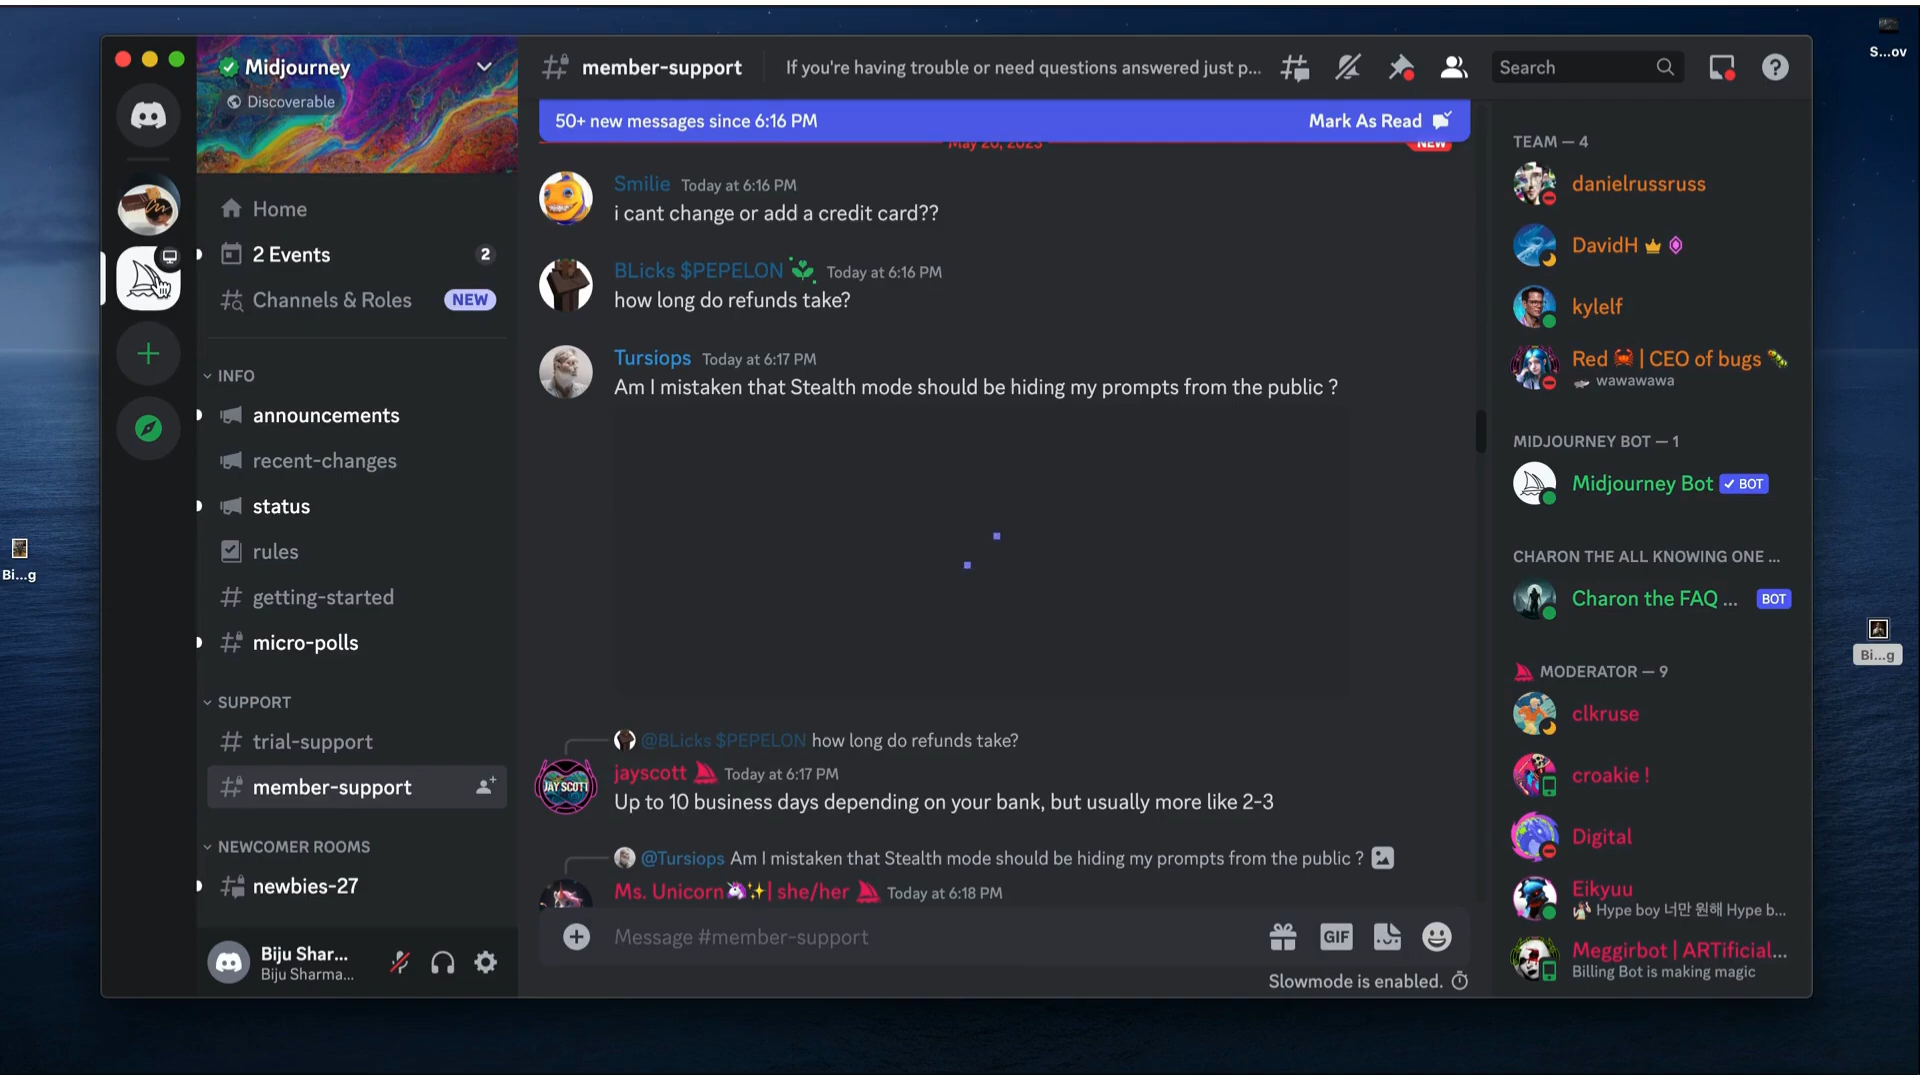 S...ov
Midjourney
Discoverable
member-support
If you're having trouble or need questions answered just p...
Search
50+ new messages since 6:16 PM
Mark As Read
May 20, 2023
NEW
Home
2 Events
2
Channels & Roles
NEW
INFO
announcements
recent-changes
status
rules
getting-started
micro-polls
SUPPORT
trial-support
member-support
NEWCOMER ROOMS
newbies-27
Biju Shar...
Biju Sharma...
Smilie Today at 6:16 PM
i cant change or add a credit card??
BLicks $PEPELON Today at 6:16 PM
how long do refunds take?
Tursiops Today at 6:17 PM
Am I mistaken that Stealth mode should be hiding my prompts from the public ?
@BLicks $PEPELON how long do refunds take?
JAY SCOTT
jayscott Today at 6:17 PM
Up to 10 business days depending on your bank, but usually more like 2-3
@Tursiops Am I mistaken that Stealth mode should be hiding my prompts from the public ?
Ms. Unicorn🦄✨| she/her Today at 6:18 PM
Message #member-support
GIF
Slowmode is enabled.
TEAM — 4
danielrussruss
DavidH
kylelf
Red 🦀 | CEO of bugs 🐛
wawawawa
MIDJOURNEY BOT — 1
Midjourney Bot ✓ BOT
CHARON THE ALL KNOWING ONE ...
Charon the FAQ ... BOT
MODERATOR — 9
clkruse
croakie !
Digital
Eikyuu
Hype boy 너만 원해 Hype b...
Meggirbot | ARTificial...
Billing Bot is making magic
Bi...g
Bi...g